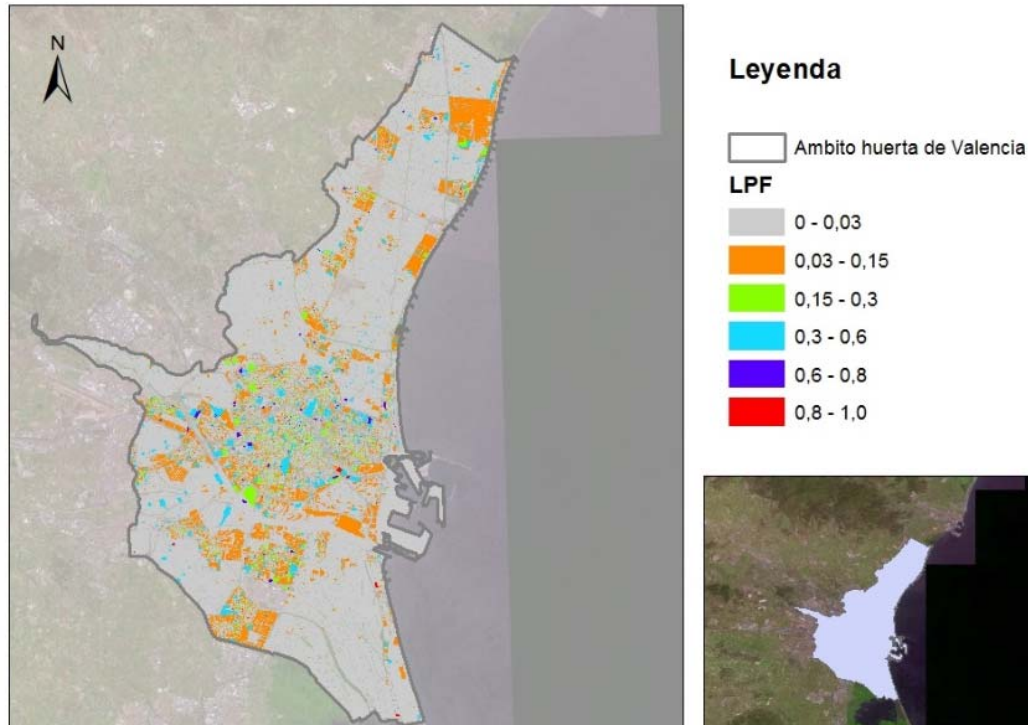 N
Leyenda
Ambito huerta de Valencia
LPF
0 - 0,03
0,03 - 0,15
0,15 - 0,3
0,3 - 0,6
0,6 - 0,8
0,8 - 1,0